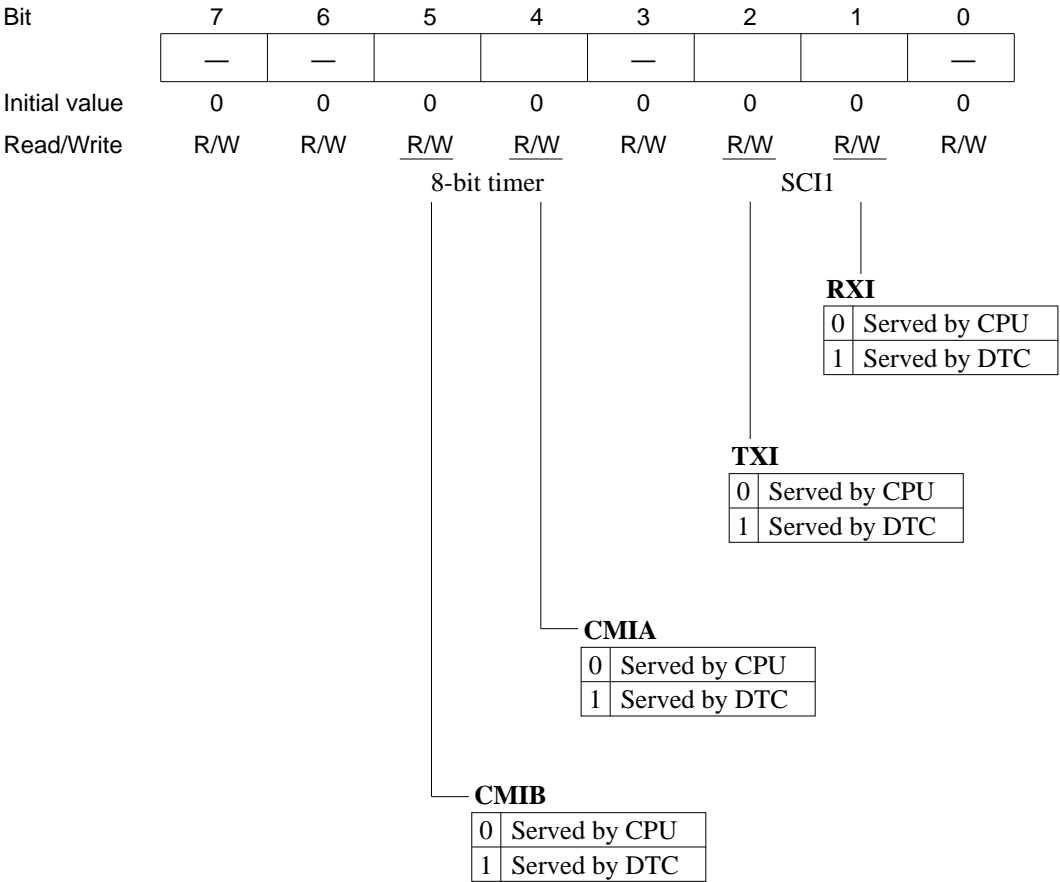 Bit 7 6 5 4 3 2 1 0
— — — —
Initial value 0 0 0 0 0 0 0 0
Read/Write R/W R/W R/W R/W R/W R/W R/W R/W
8-bit timer SCI1
RXI
0 Served by CPU
1 Served by DTC
TXI
0 Served by CPU
1 Served by DTC
CMIA
0 Served by CPU
1 Served by DTC
CMIB
0 Served by CPU
1 Served by DTC